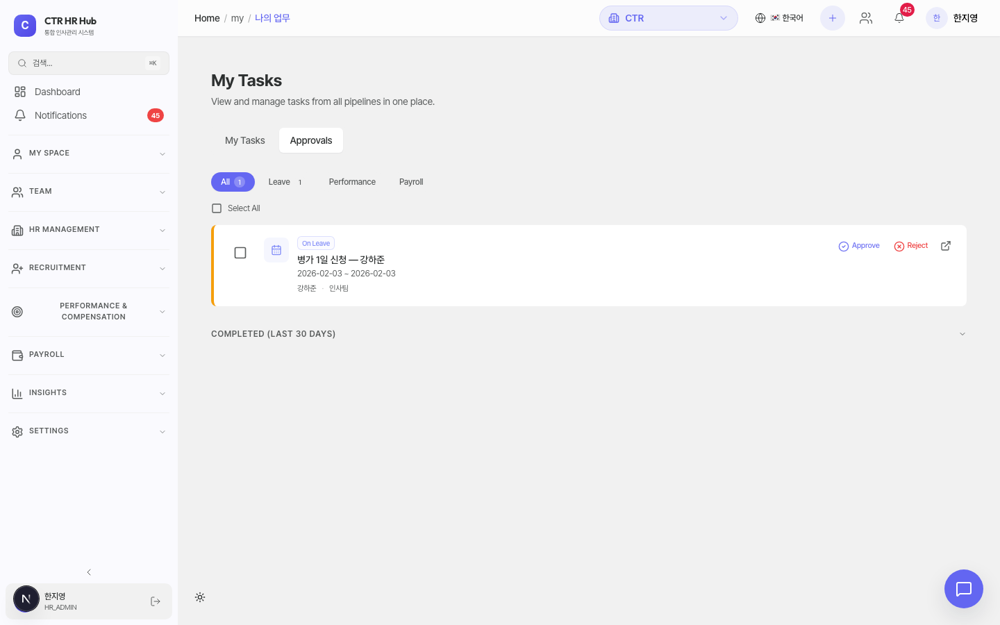 CTR HR Hub
통합 인사관리 시스템
검색...
⌘K
Dashboard
Notifications
45
MY SPACE
TEAM
HR MANAGEMENT
RECRUITMENT
PERFORMANCE &
COMPENSATION
PAYROLL
INSIGHTS
SETTINGS
N
한지영
HR_ADMIN
C
Home / my / 나의 업무
CTR
🇰🇷 한국어
45
한
한지영
My Tasks
View and manage tasks from all pipelines in one place.
My Tasks
Approvals
All 1
Leave 1
Performance
Payroll
Select All
On Leave
병가 1일 신청 — 강하준
2026-02-03 ~ 2026-02-03
강하준 · 인사팀
Approve
Reject
COMPLETED (LAST 30 DAYS)